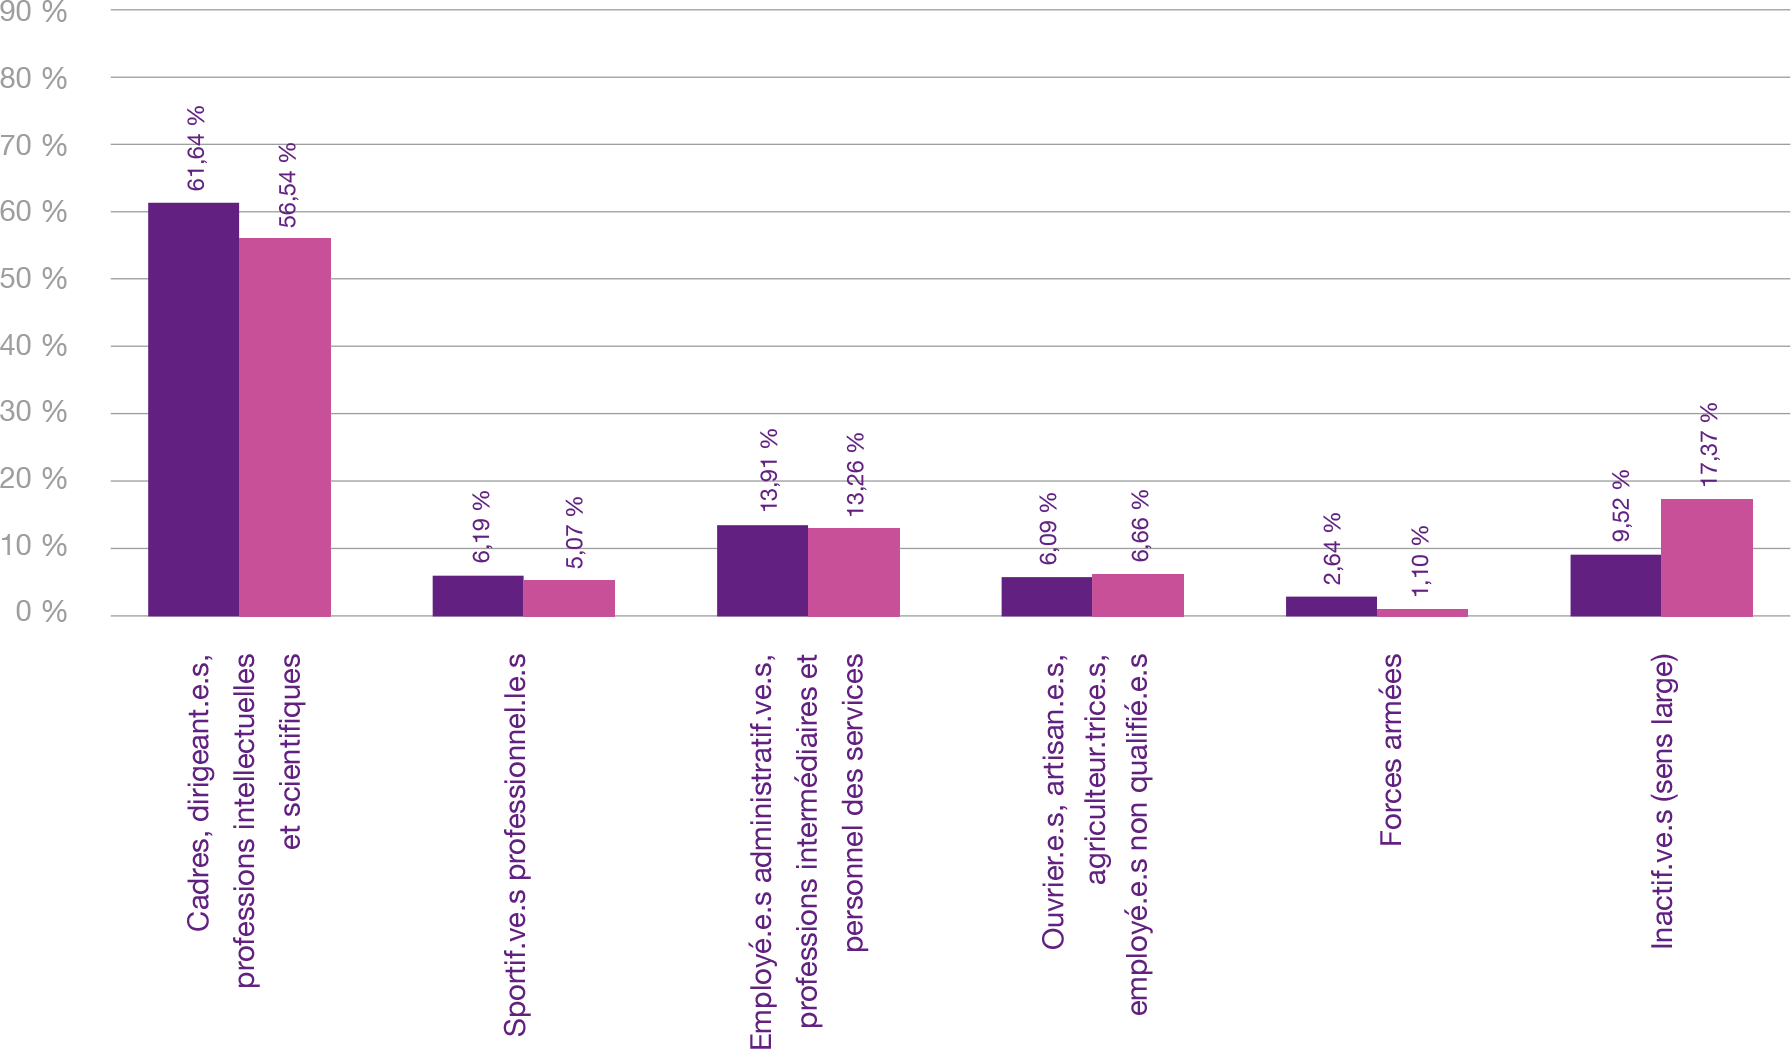 90 %
80 %
70 %
60 %
50 %
40 %
30 %
20 %
10 %
0 %
61,64 %
56,54 %
6,19 %
5,07 %
13,91 %
13,26 %
6,09 %
6,66 %
2,64 %
1,10 %
9,52 %
17,37 %
Cadres, dirigeant.e.s,
professions intellectuelles
et scientifiques
Sportif.ve.s professionnel.le.s
Employé.e.s administratif.ve.s,
professions intermédiaires et
personnel des services
Ouvrier.e.s, artisan.e.s,
agriculteur.trice.s,
employé.e.s non qualifié.e.s
Forces armées
Inactif.ve.s (sens large)